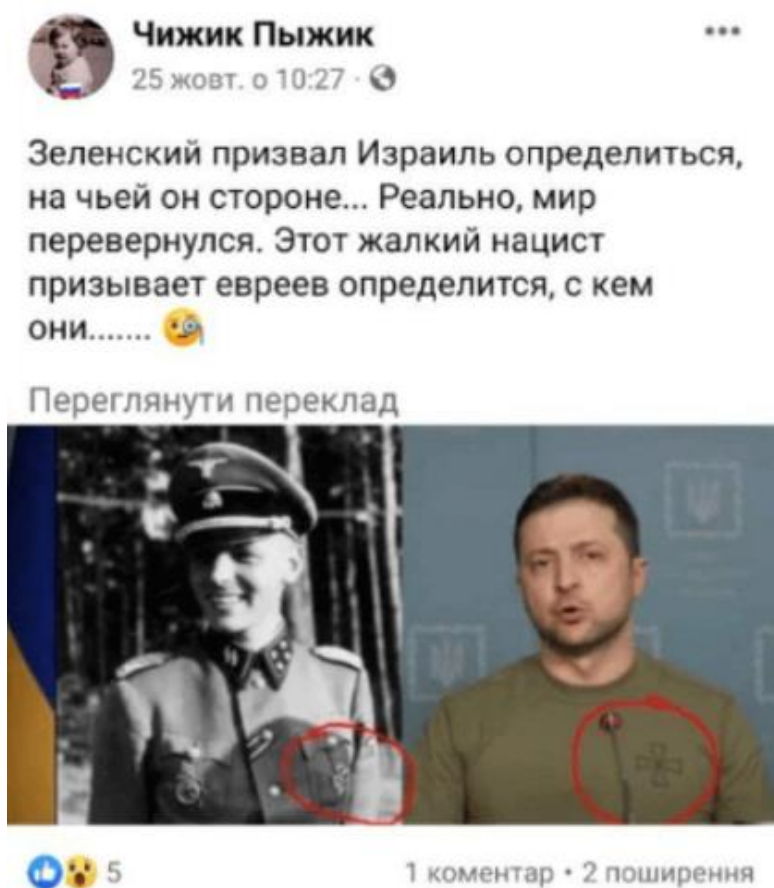 Чижик Пыжик
25 жовт. о 10:27 ·
Зеленский призвал Израиль определиться,
на чьей он стороне... Реально, мир
перевернулся. Этот жалкий нацист
призывает евреев определится, с кем
они.......
Переглянути переклад
5
1 коментар • 2 поширення